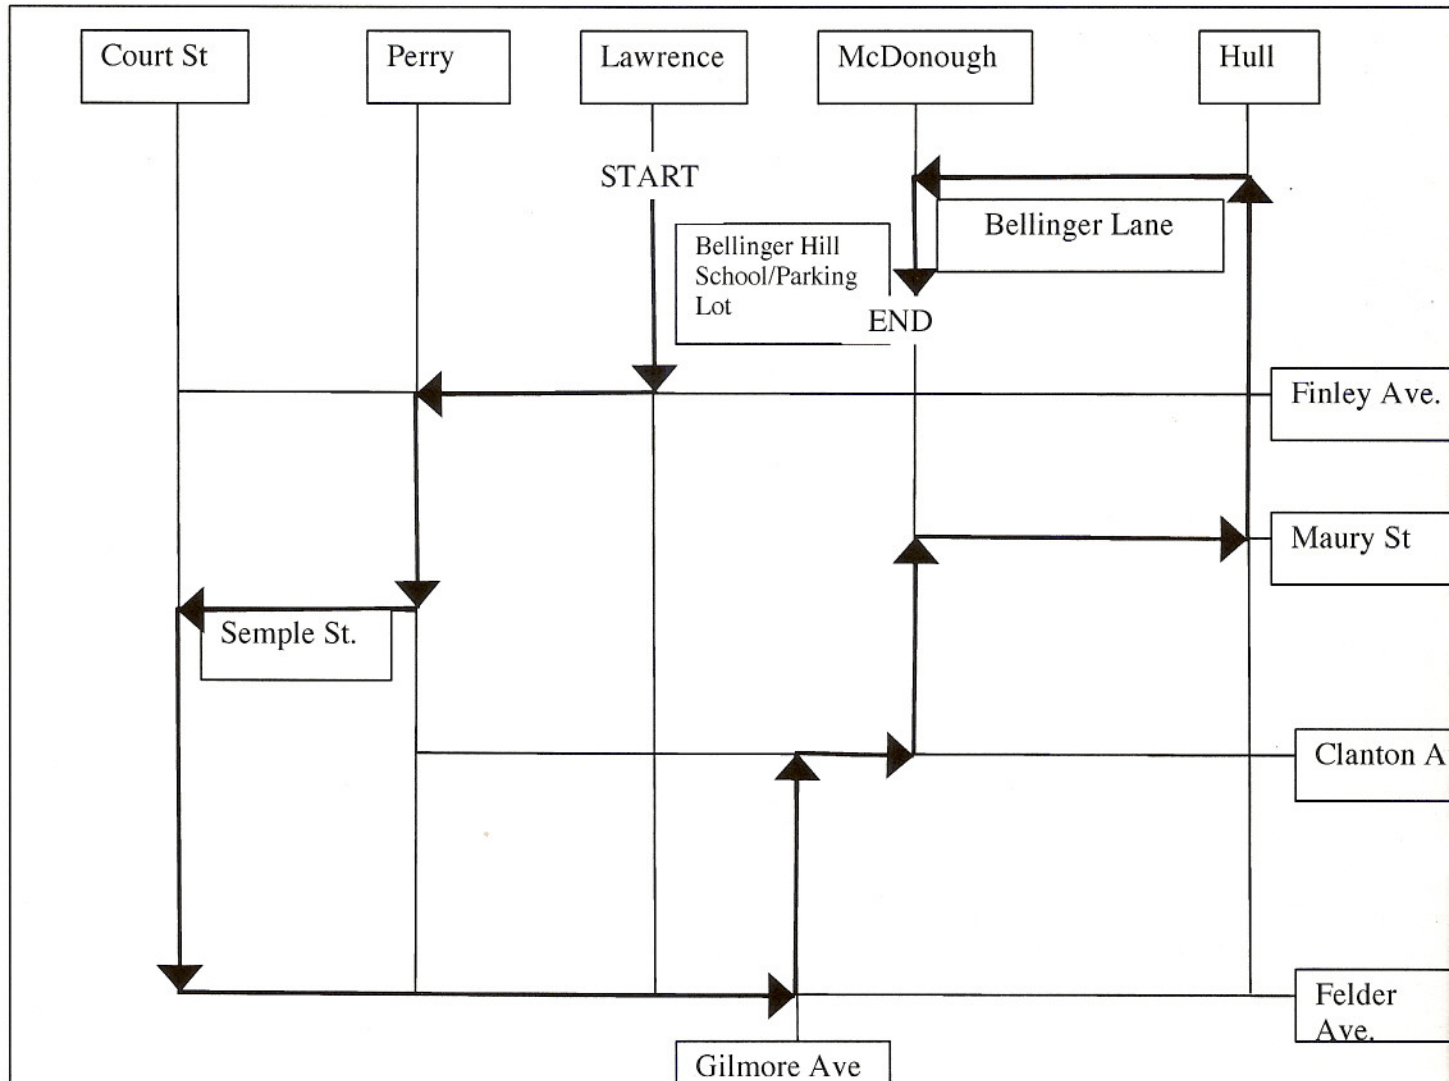 Court St
Perry
Lawrence
McDonough
Hull
START
Bellinger Lane
Bellinger Hill
School/Parking
Lot
END
Finley Ave.
Maury St
Semple St.
Clanton A
Felder
Ave.
Gilmore Ave